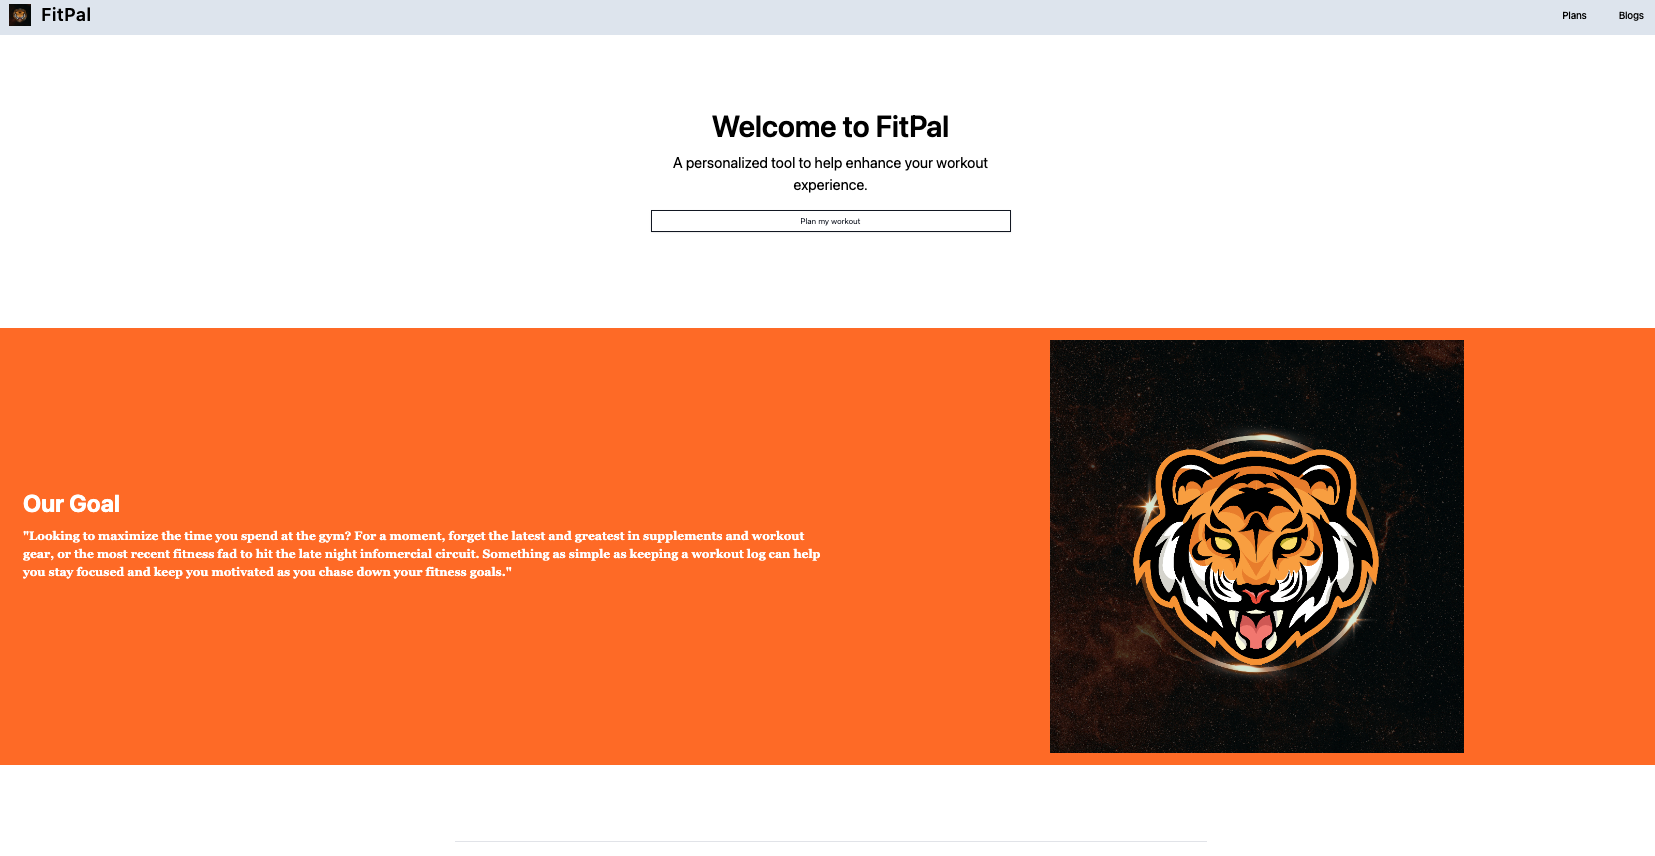 FitPal
Plans
Blogs
Welcome to FitPal
A personalized tool to help enhance your workout
experience.
Plan my workout
Our Goal
"Looking to maximize the time you spend at the gym? For a moment, forget the latest and greatest in supplements and workout
gear, or the most recent fitness fad to hit the late night infomercial circuit. Something as simple as keeping a workout log can help
you stay focused and keep you motivated as you chase down your fitness goals."